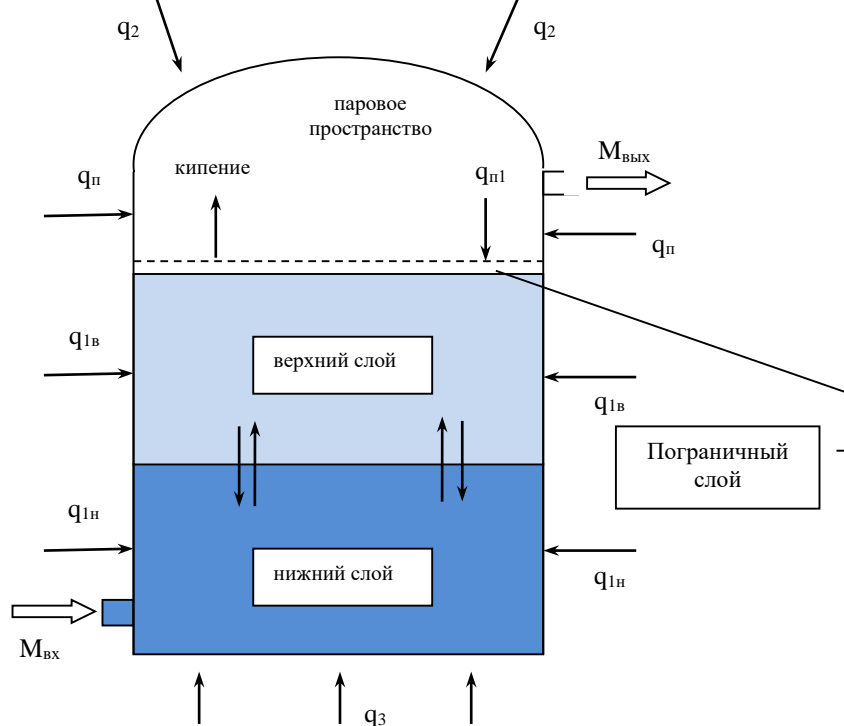 q2
q2
паровое
пространство
Mвых
кипение
qп1
qп
qп
верхний слой
q1в
q1в
Пограничный
слой
q1н
нижний слой
q1н
Mвх
q3